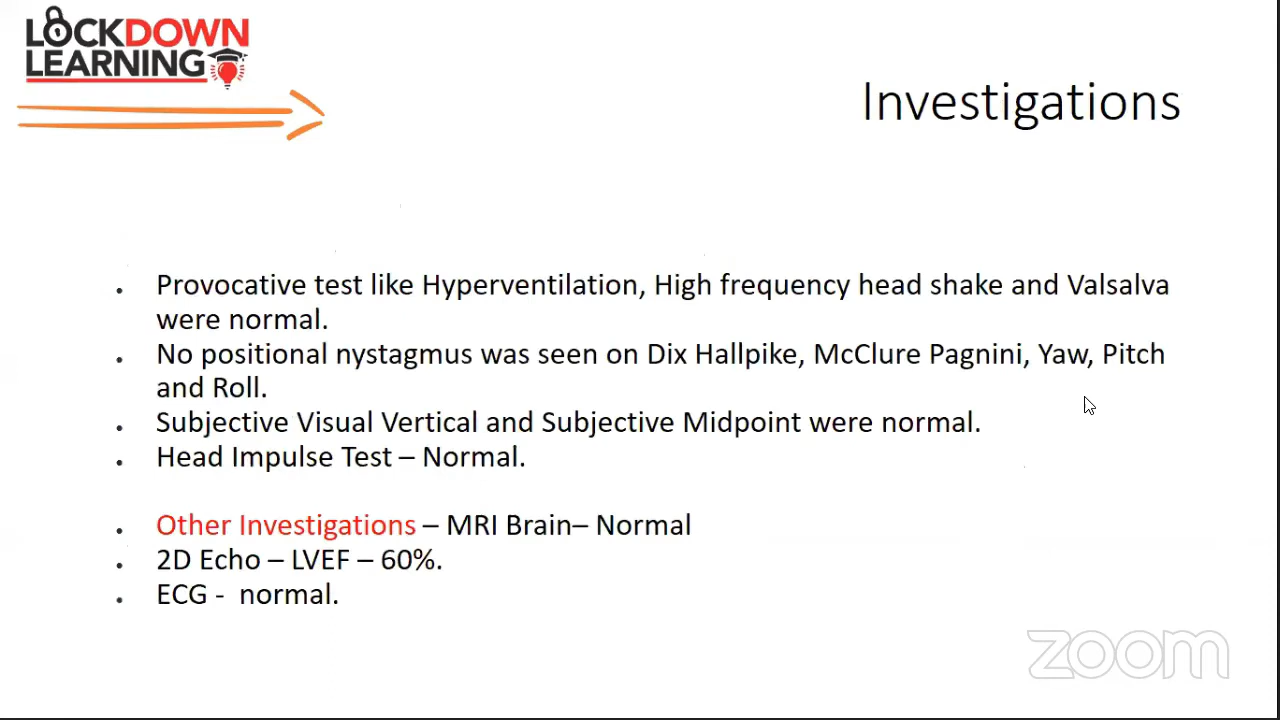 LOCKDOWN
LEARNING
Investigations
Provocative test like Hyperventilation, High frequency head shake and Valsalva
were normal.
No positional nystagmus was seen on Dix Hallpike, McClure Pagnini, Yaw, Pitch
and Roll.
Subjective Visual Vertical and Subjective Midpoint were normal.
Head Impulse Test – Normal.
Other Investigations – MRI Brain– Normal
2D Echo – LVEF – 60%.
ECG - normal.
zoom